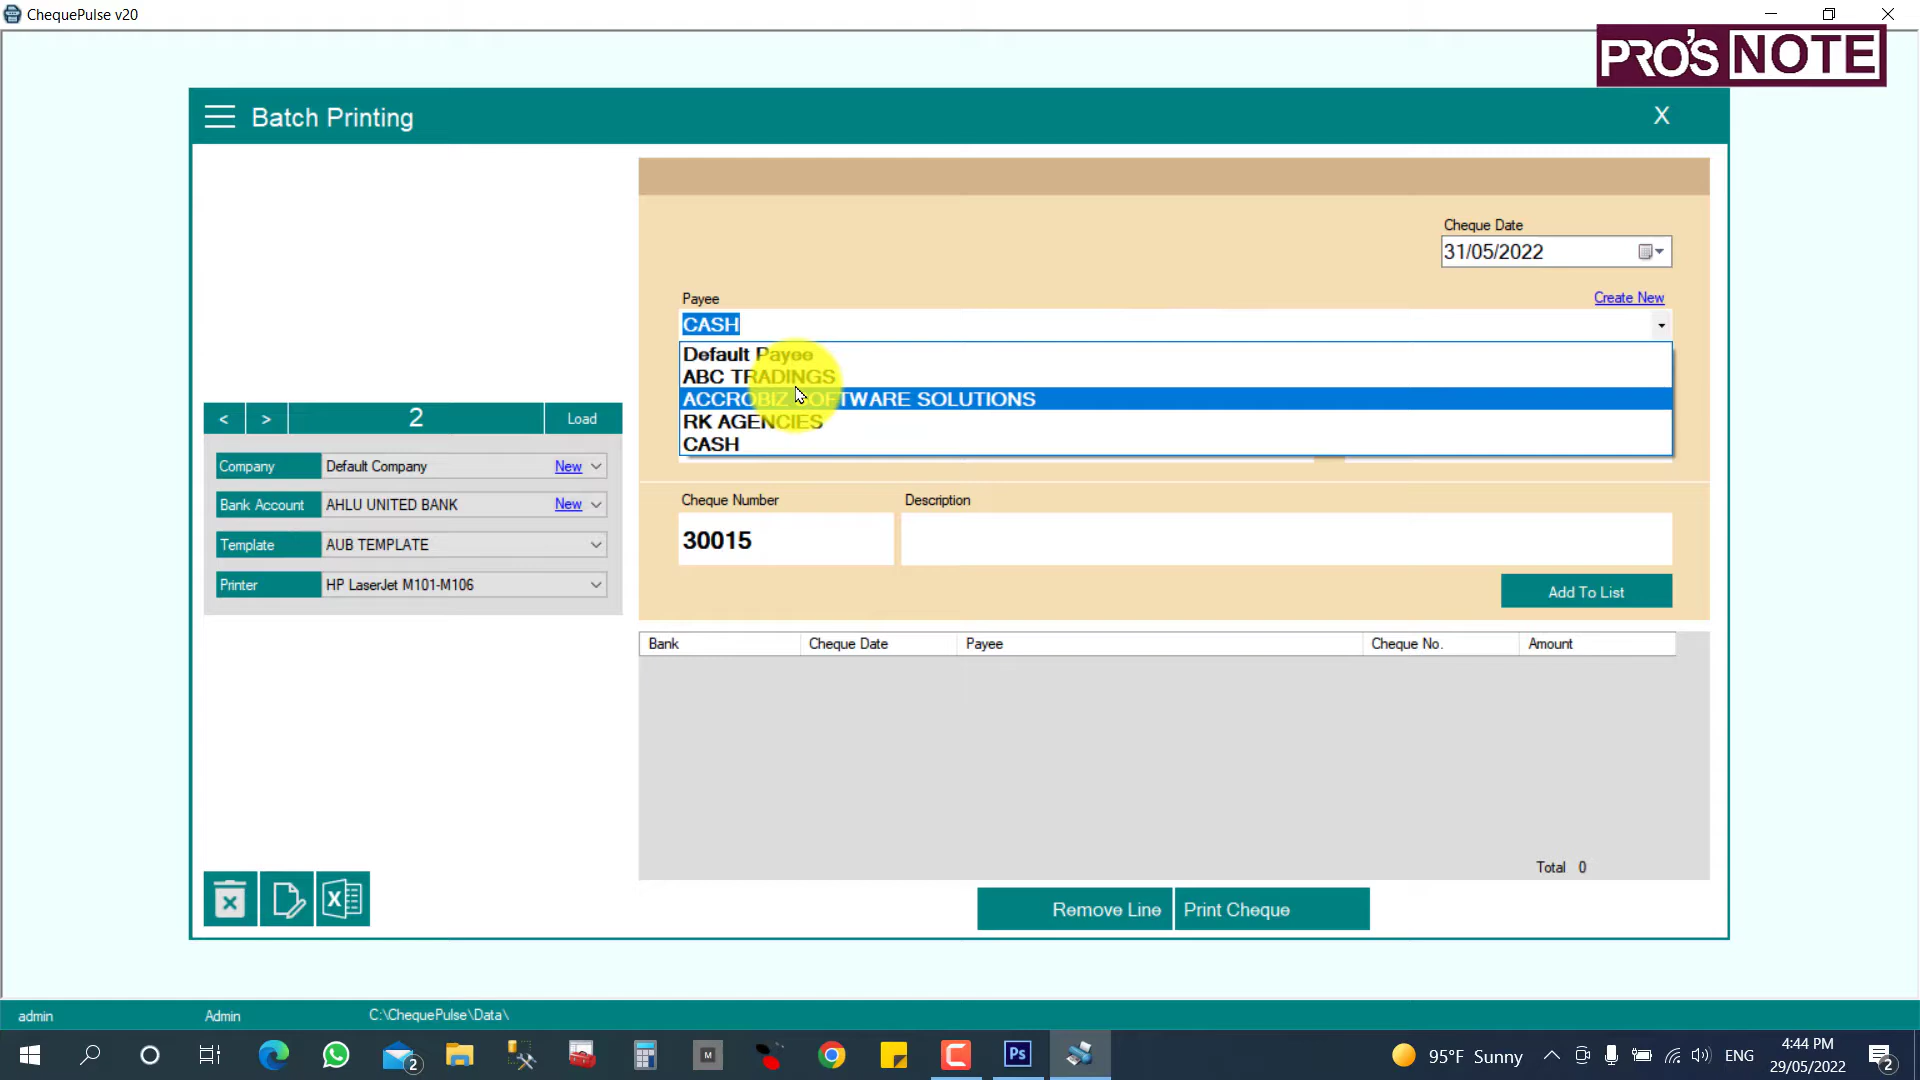 ChequePulse v20
PRO'S NOTE
Batch Printing
X
Cheque Date
31/05/2022
Payee
Create New
CASH
Default Payee
ABC TRADINGS
ACCROBIZ SOFTWARE SOLUTIONS
RK AGENCIES
CASH
< > 2 Load
Company Default Company New
Bank Account AHLU UNITED BANK New
Template AUB TEMPLATE
Printer HP LaserJet M101-M106
Cheque Number Description
30015
Add To List
Bank Cheque Date Payee Cheque No. Amount
Total 0
Remove Line Print Cheque
admin Admin C:\ChequePulse\Data\
2
M
Ps
95°F Sunny
ENG
4:44 PM
29/05/2022
2